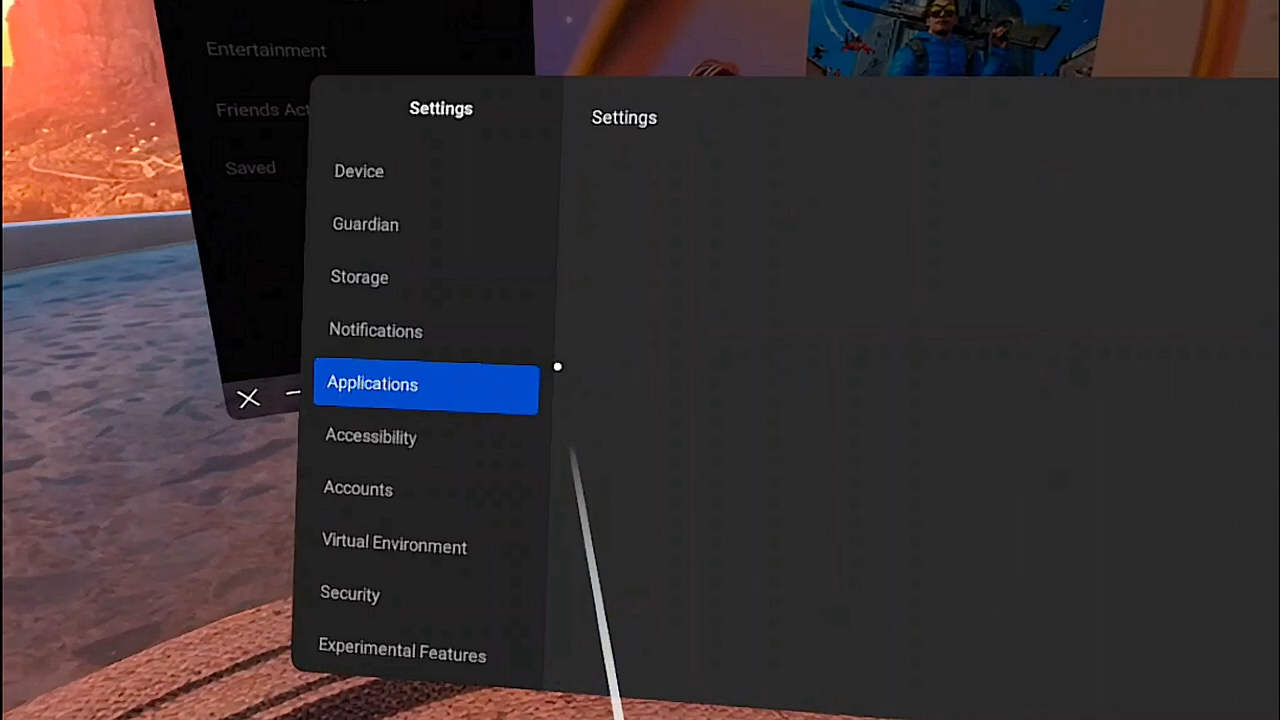 Entertainment
Friends Act
Saved
Settings
Settings
Device
Guardian
Storage
Notifications
Applications
Accessibility
Accounts
Virtual Environment
Security
Experimental Features